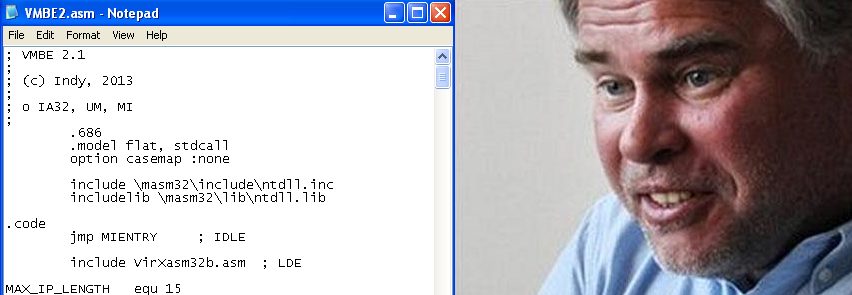 VMBE2.asm - Notepad
File Edit Format View Help
; VMBE 2.1
;
; (c) Indy, 2013
;
; o IA32, UM, MI
;
.686
.model flat, stdcall
option casemap :none
include \masm32\include\ntdll.inc
includelib \masm32\lib\ntdll.lib
.code
jmp MIENTRY ; IDLE
include VirXasm32b.asm ; LDE
MAX_IP_LENGTH equ 15